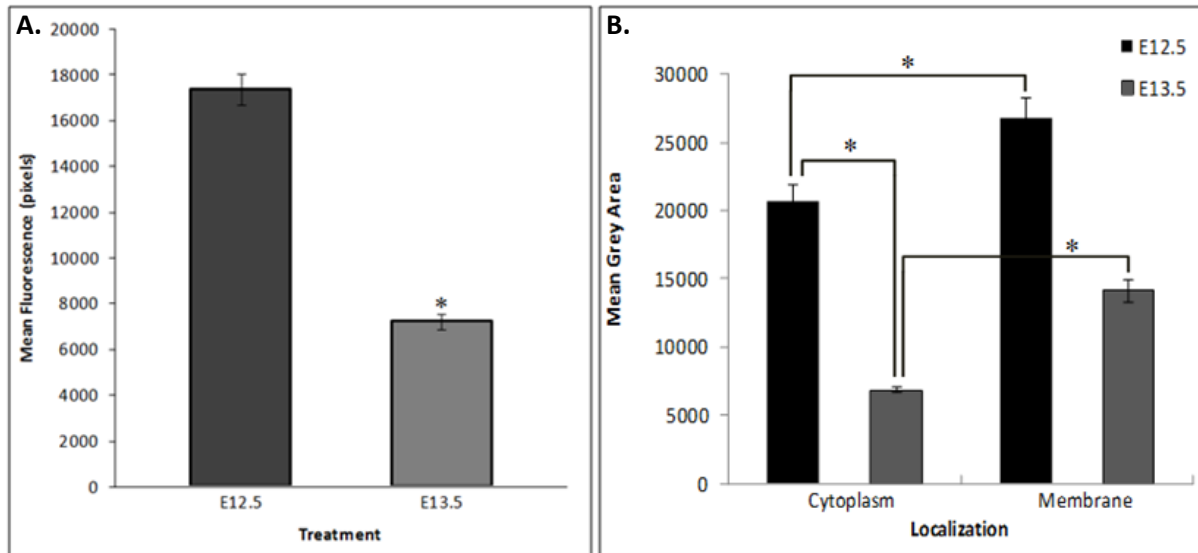 A.
Mean Fluorescence (pixels)
20000
18000
16000
14000
12000
10000
8000
6000
4000
2000
0
*
E12.5 E13.5
Treatment
B.
E12.5
E13.5
Mean Grey Area
30000
25000
20000
15000
10000
5000
0
*
*
*
Cytoplasm Membrane
Localization